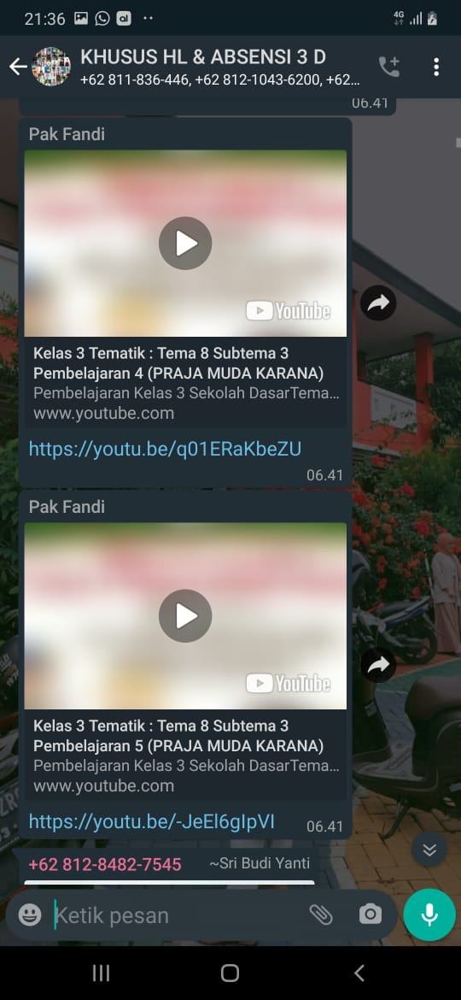 21:36
4G
KHUSUS HL & ABSENSI 3 D
+62 811-836-446, +62 812-1043-6200, +62...
06.41
Pak Fandi
YouTube
Kelas 3 Tematik : Tema 8 Subtema 3
Pembelajaran 4 (PRAJA MUDA KARANA)
Pembelajaran Kelas 3 Sekolah DasarTema...
www.youtube.com
https://youtu.be/q01ERaKbeZU
06.41
Pak Fandi
YouTube
Kelas 3 Tematik : Tema 8 Subtema 3
Pembelajaran 5 (PRAJA MUDA KARANA)
Pembelajaran Kelas 3 Sekolah DasarTema...
www.youtube.com
https://youtu.be/-JeEl6gIpVI
06.41
+62 812-8482-7545 ~Sri Budi Yanti
Ketik pesan